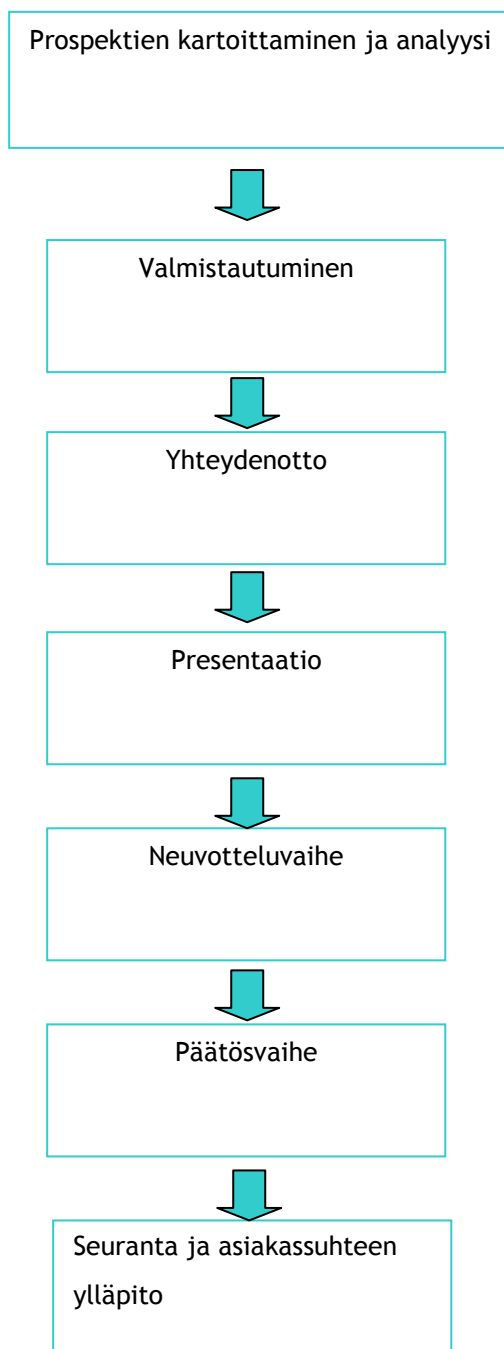 Prospektien kartoittaminen ja analyysi
Valmistautuminen
Yhteydenotto
Presentaatio
Neuvotteluvaihe
Päätösvaihe
Seuranta ja asiakassuhteen
ylläpito